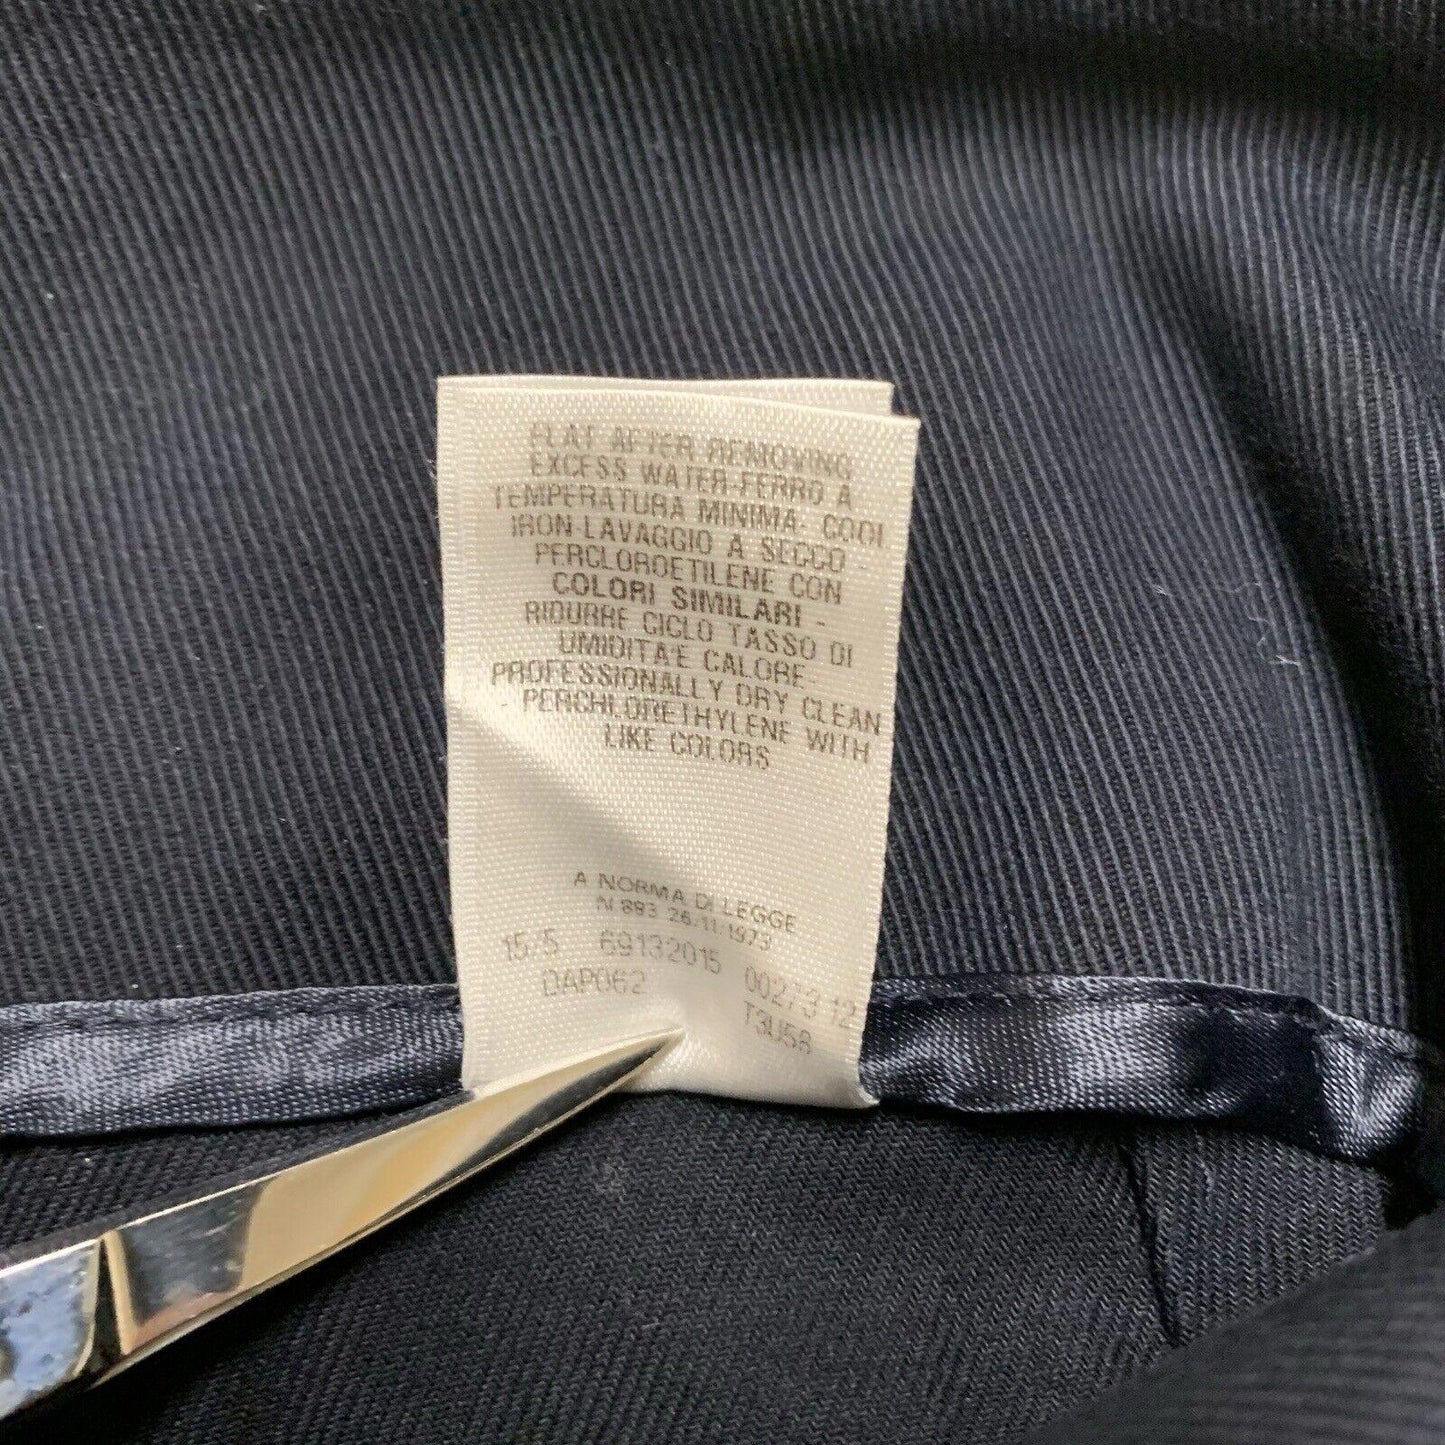 FLAT AFTER REMOVING
EXCESS WATER-FERRO A
TEMPERATURA MINIMA- COOL
IRON-LAVAGGIO A SECCO -
PERCLOROETILENE CON
COLORI SIMILARI -
RIDURRE CICLO TASSO DI
UMIDITA'E CALORE
PROFESSIONALLY DRY CLEAN
- PERCHLORETHYLENE WITH
LIKE COLORS
A NORMA DI LEGGE
N 883 26/11/1973
15/5 69132015 00273 12
DAP062 T3U58